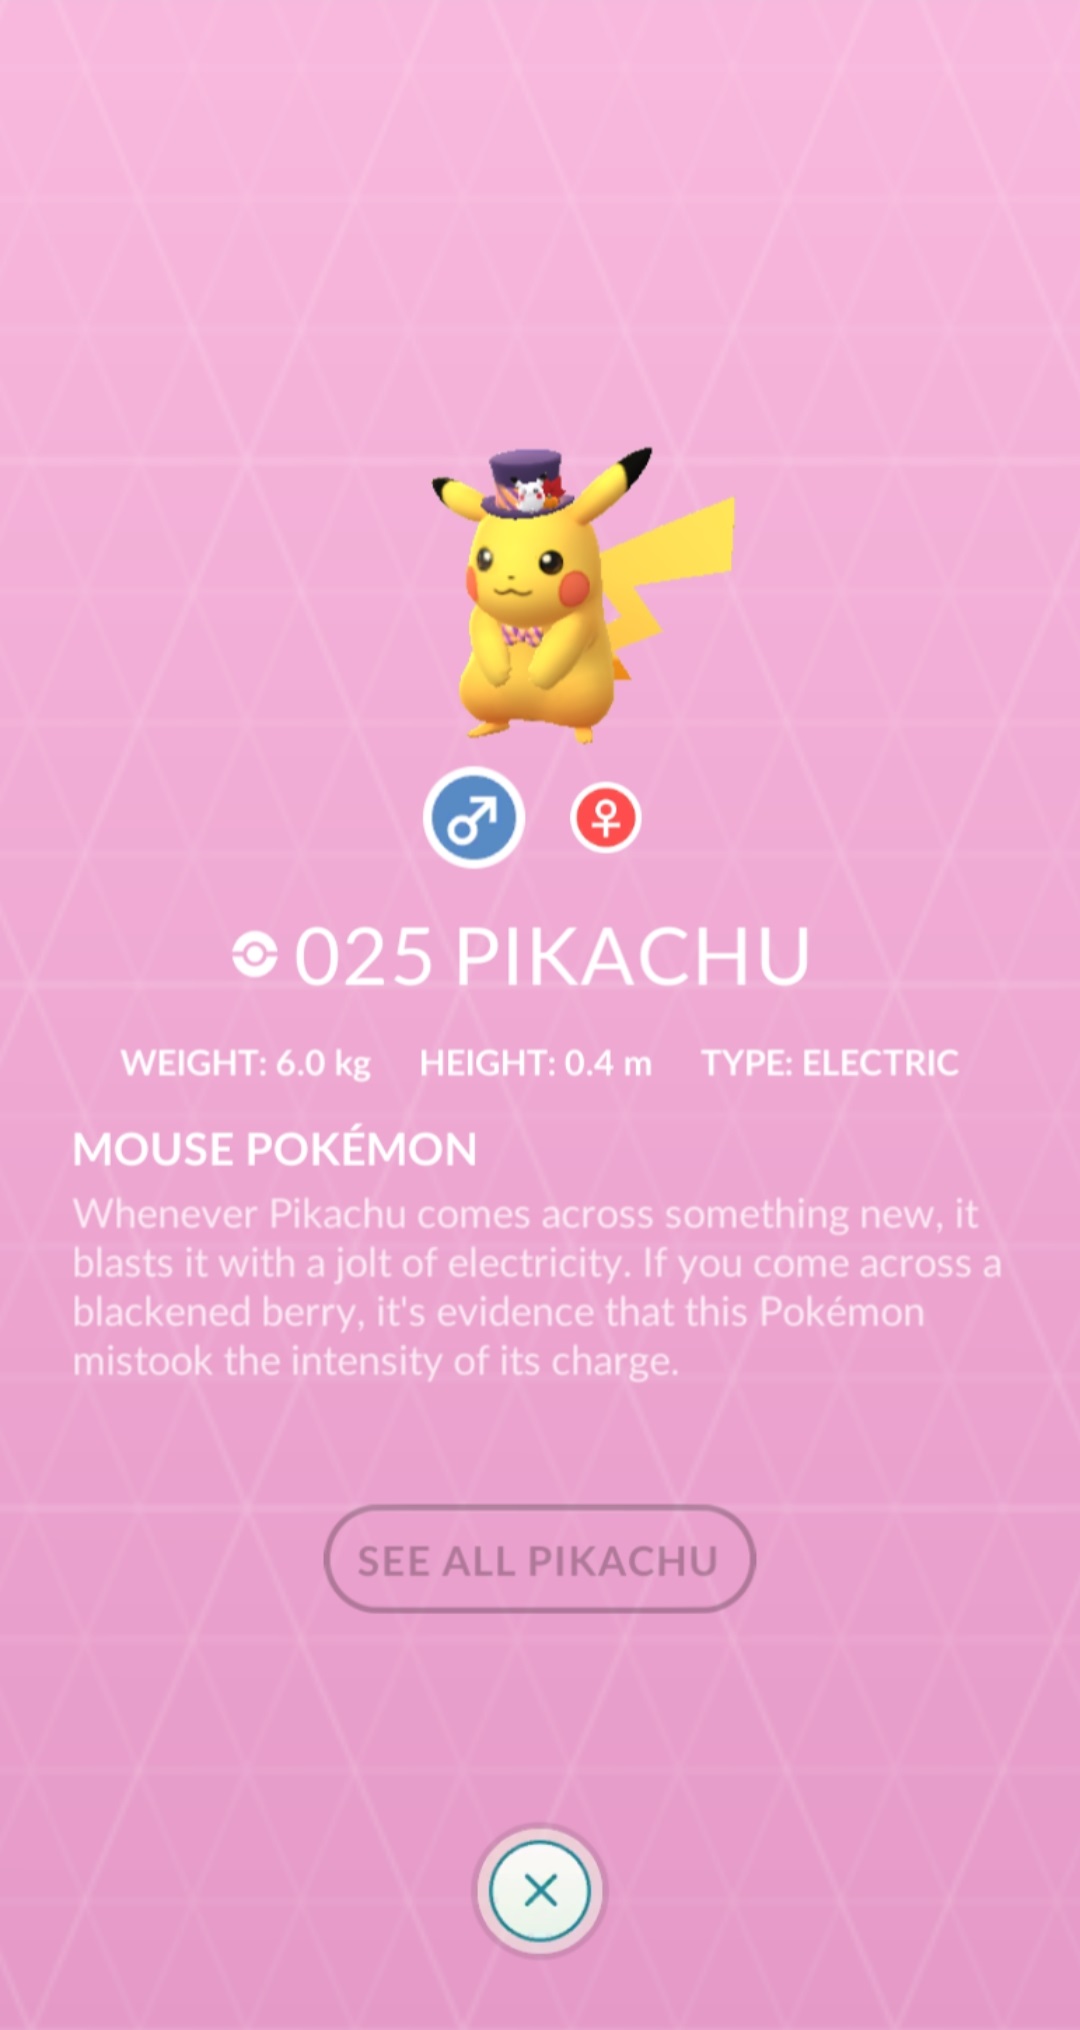 025 PIKACHU
WEIGHT: 6.0 kg HEIGHT: 0.4 m TYPE: ELECTRIC
MOUSE POKÉMON
Whenever Pikachu comes across something new, it
blasts it with a jolt of electricity. If you come across a
blackened berry, it's evidence that this Pokémon
mistook the intensity of its charge.
SEE ALL PIKACHU